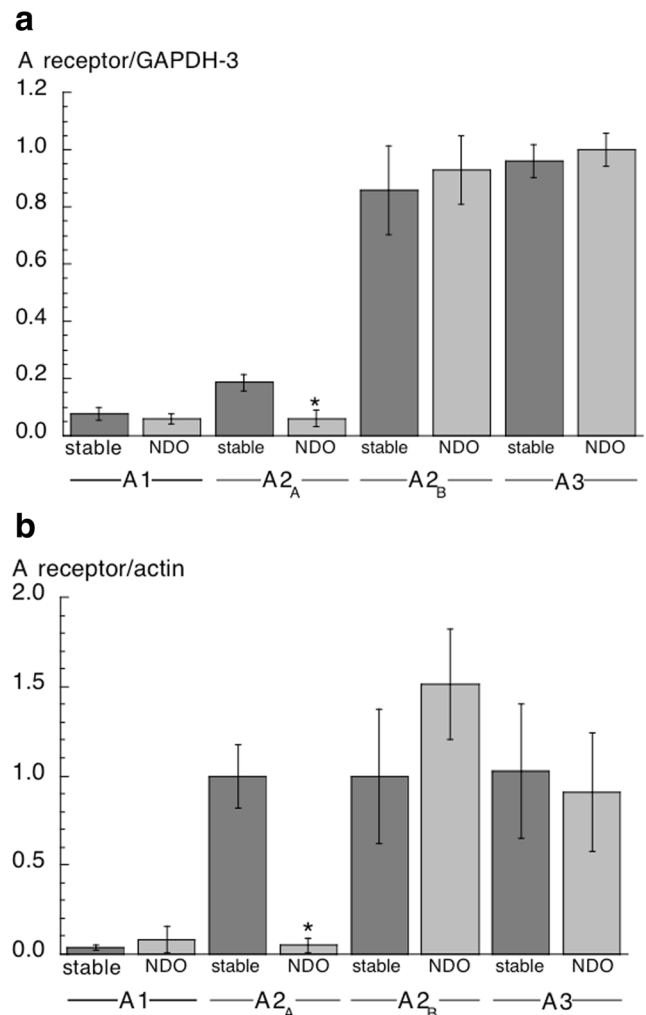 a
A receptor/GAPDH-3
1.2
1.0
0.8
0.6
0.4
0.2
0.0
*
stable NDO stable NDO stable NDO stable NDO
A1 A2A A2B A3
b
A receptor/actin
2.0
1.5
1.0
0.5
0.0
*
stable NDO stable NDO stable NDO stable NDO
A1 A2A A2B A3